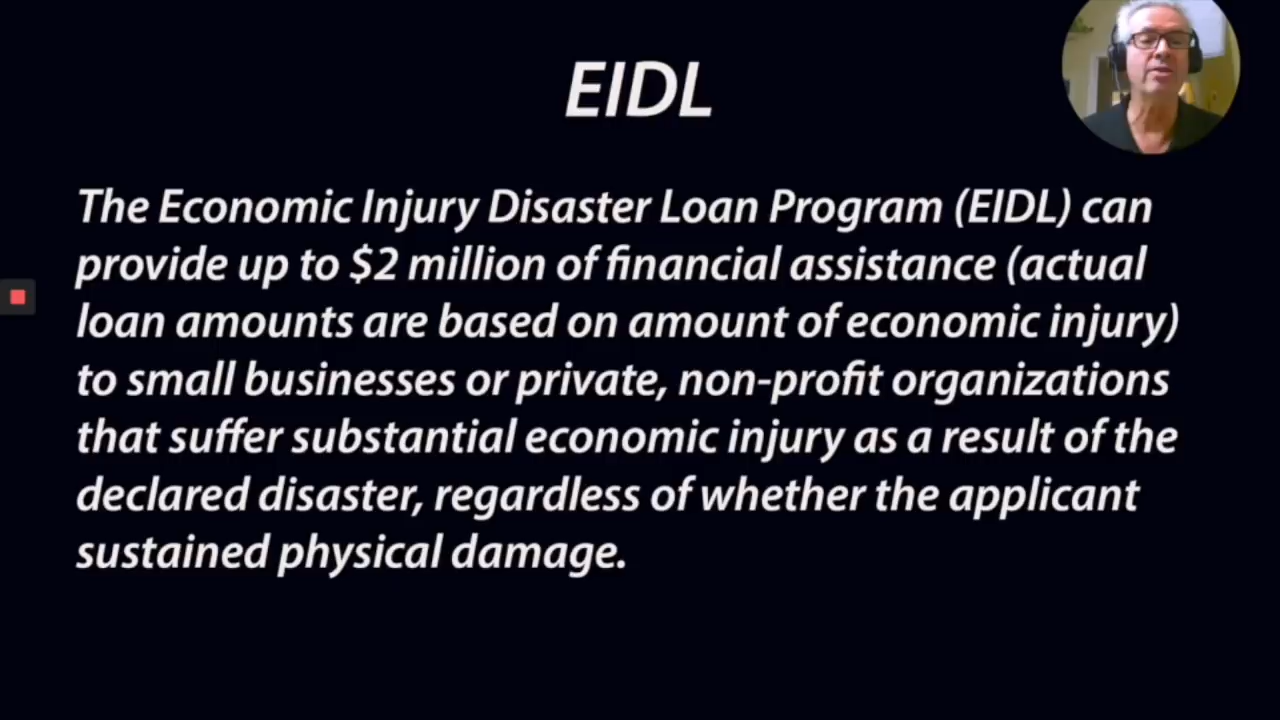 EIDL
The Economic Injury Disaster Loan Program (EIDL) can
provide up to $2 million of financial assistance (actual
loan amounts are based on amount of economic injury)
to small businesses or private, non-profit organizations
that suffer substantial economic injury as a result of the
declared disaster, regardless of whether the applicant
sustained physical damage.